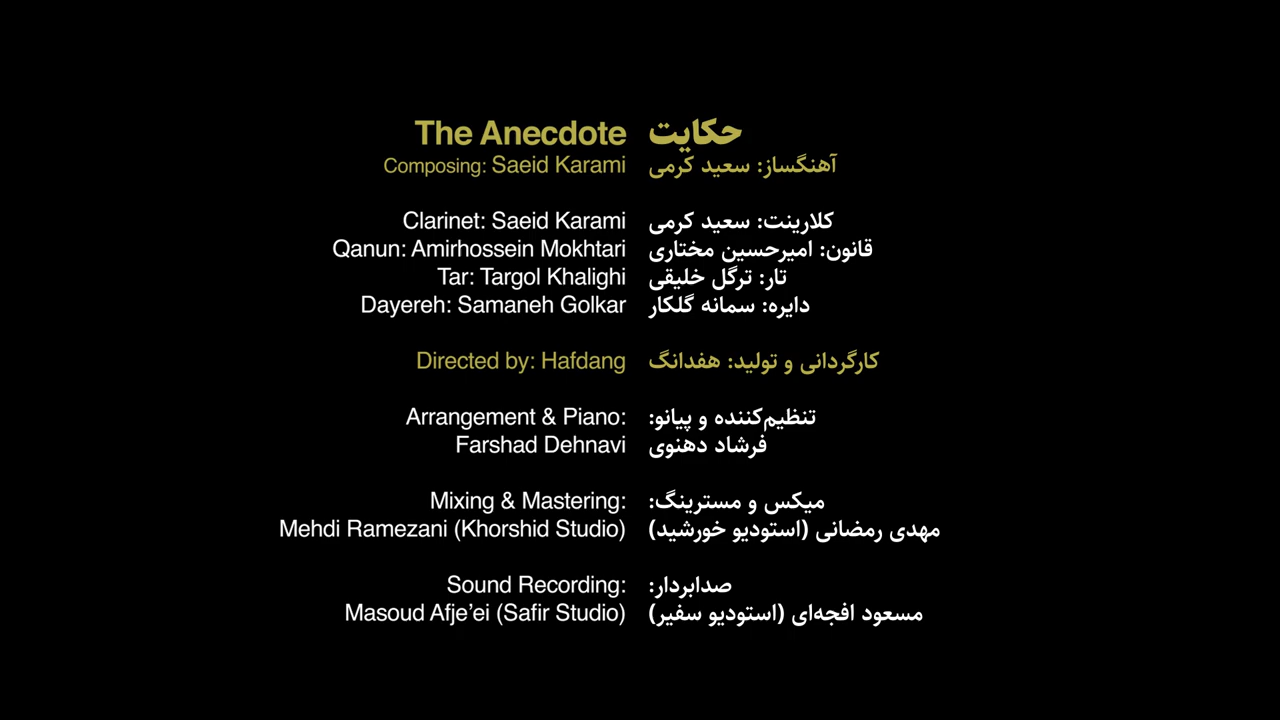 The Anecdote حکایت
Composing: Saeid Karami آهنگساز: سعید کرمی
Clarinet: Saeid Karami کلارینت: سعید کرمی
Qanun: Amirhossein Mokhtari قانون: امیرحسین مختاری
Tar: Targol Khalighi تار: ترگل خلیقی
Dayereh: Samaneh Golkar دایره: سمانه گلکار
Directed by: Hafdang کارگردانی و تولید: هفدانگ
Arrangement & Piano: تنظیم‌کننده و پیانو:
Farshad Dehnavi فرشاد دهنوی
Mixing & Mastering: میکس و مسترینگ:
Mehdi Ramezani (Khorshid Studio) مهدی رمضانی (استودیو خورشید)
Sound Recording: صدابردار:
Masoud Afje’ei (Safir Studio) مسعود افجه‌ای (استودیو سفیر)